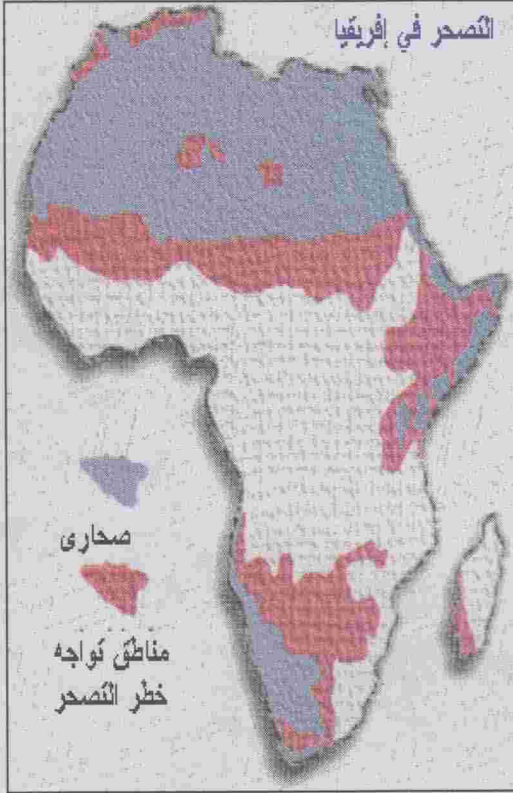 التصحر في إفريقيا
صحارى
مناطق تواجه
خطر التصحر